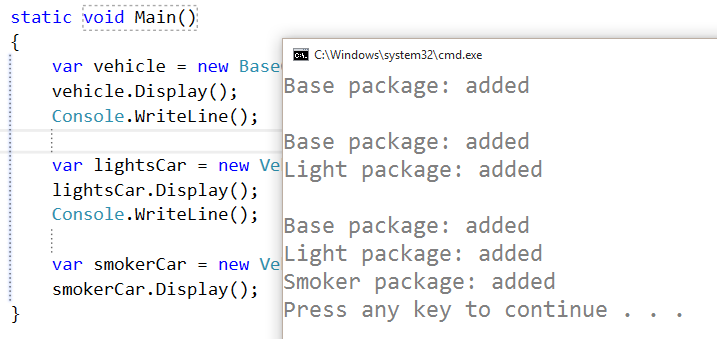 static void Main()
{
var vehicle = new Base
vehicle.Display();
Console.WriteLine();
var lightsCar = new Ve
lightsCar.Display();
Console.WriteLine();
var smokerCar = new Ve
smokerCar.Display();
}
C:\Windows\system32\cmd.exe
Base package: added
Base package: added
Light package: added
Base package: added
Light package: added
Smoker package: added
Press any key to continue . . .